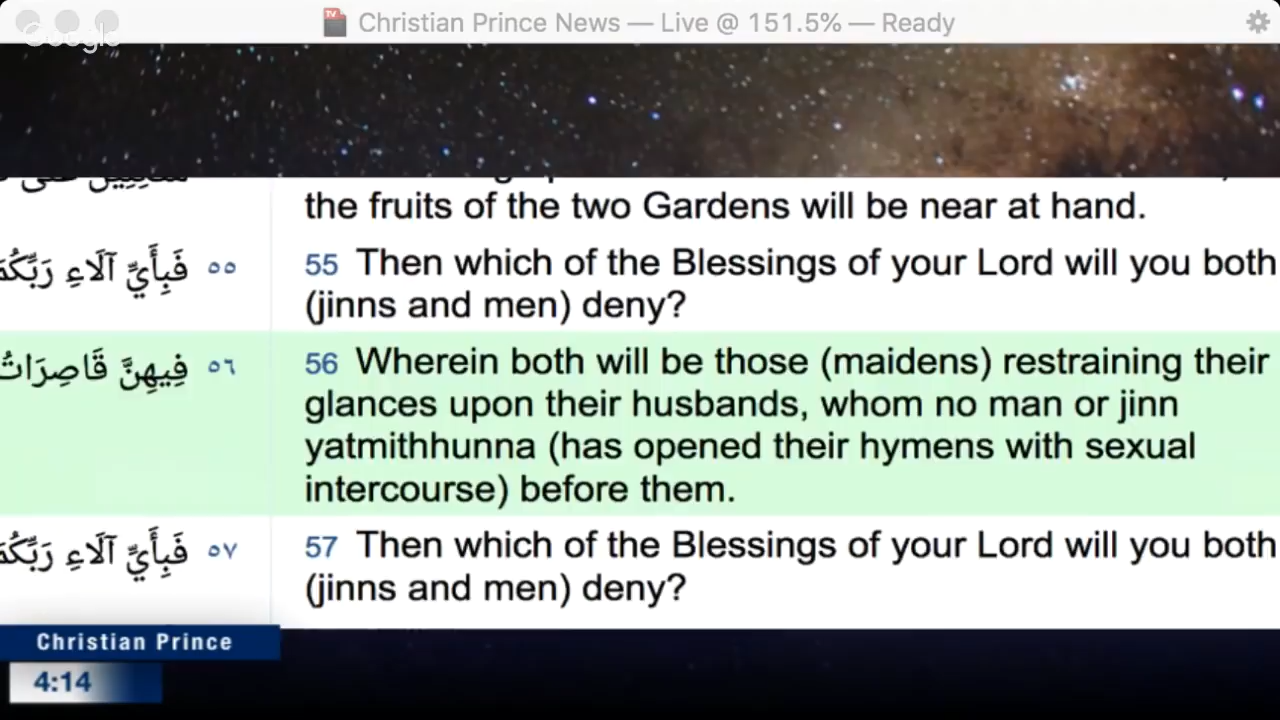 Christian Prince News — Live @ 151.5% — Ready
Google
the fruits of the two Gardens will be near at hand.
55 Then which of the Blessings of your Lord will you both
(jinns and men) deny?
٥٥ فَبِأَيِّ آلَاءِ
56 Wherein both will be those (maidens) restraining their
glances upon their husbands, whom no man or jinn
yatmithhunna (has opened their hymens with sexual
intercourse) before them.
٥٦ فِيهِنَّ
57 Then which of the Blessings of your Lord will you both
(jinns and men) deny?
٥٧ فَبِأَيِّ آلَاءِ
Christian Prince
4:14